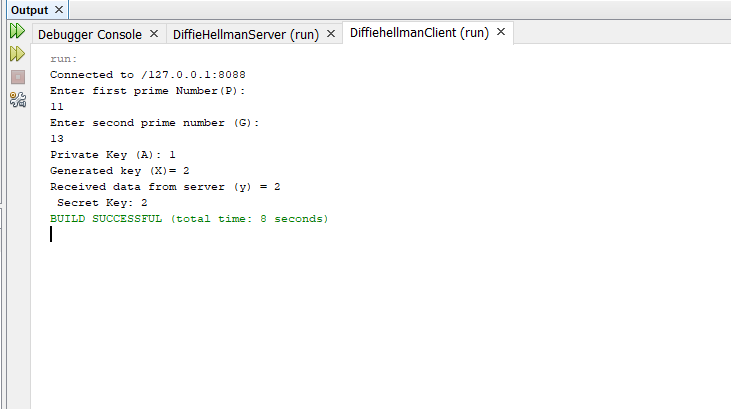 Output ×
Debugger Console × DiffieHellmanServer (run) × DiffiehellmanClient (run) ×
run:
Connected to /127.0.0.1:8088
Enter first prime Number(P):
11
Enter second prime number (G):
13
Private Key (A): 1
Generated key (X)= 2
Received data from server (y) = 2
Secret Key: 2
BUILD SUCCESSFUL (total time: 8 seconds)